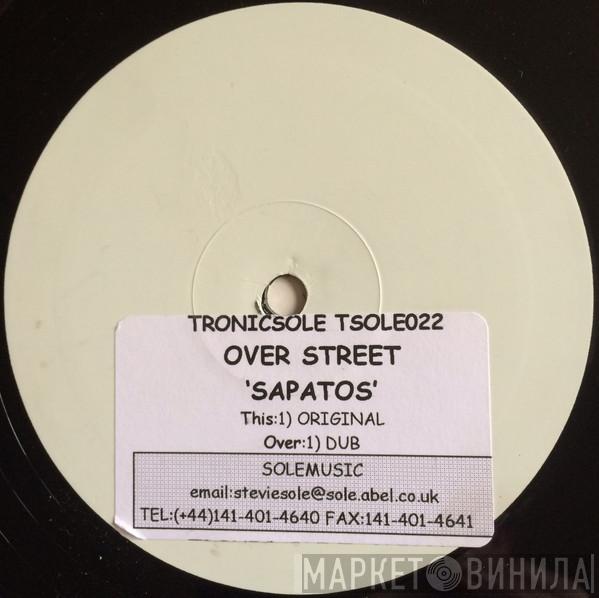 TRONICSOLE TSOLE022
OVER STREET
‘SAPATOS’
This:1) ORIGINAL
Over:1) DUB
SOLEMUSIC
email:steviesole@sole.abel.co.uk
TEL:(+44)141-401-4640 FAX:141-401-4641
МАРКЕТ ВИНИЛА